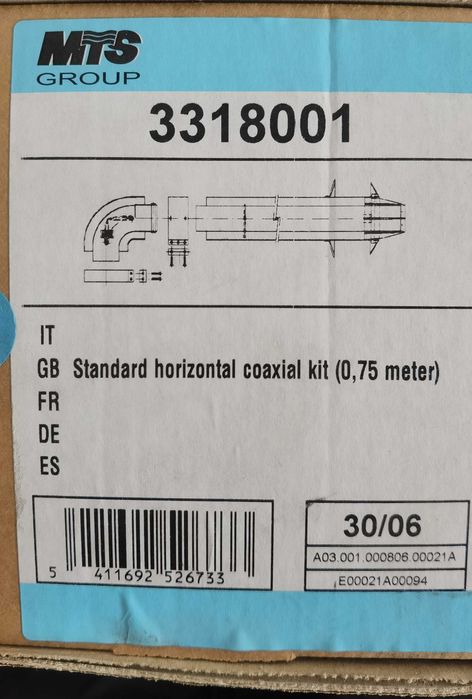 MTS
GROUP
3318001
IT
GB Standard horizontal coaxial kit (0,75 meter)
FR
DE
ES
5 411692 526733
30/06
A03.001.000806.00021A
E00021A00094